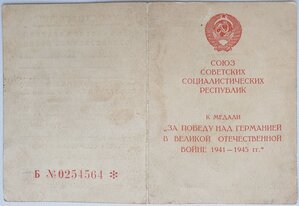 СОЮЗ
СОВЕТСКИХ
СОЦИАЛИСТИЧЕСКИХ
РЕСПУБЛИК
К МЕДАЛИ
„ЗА ПОБЕДУ НАД ГЕРМАНИЕЙ
В ВЕЛИКОЙ ОТЕЧЕСТВЕННОЙ
ВОЙНЕ 1941—1945 гг."
Б №0254564 ✻